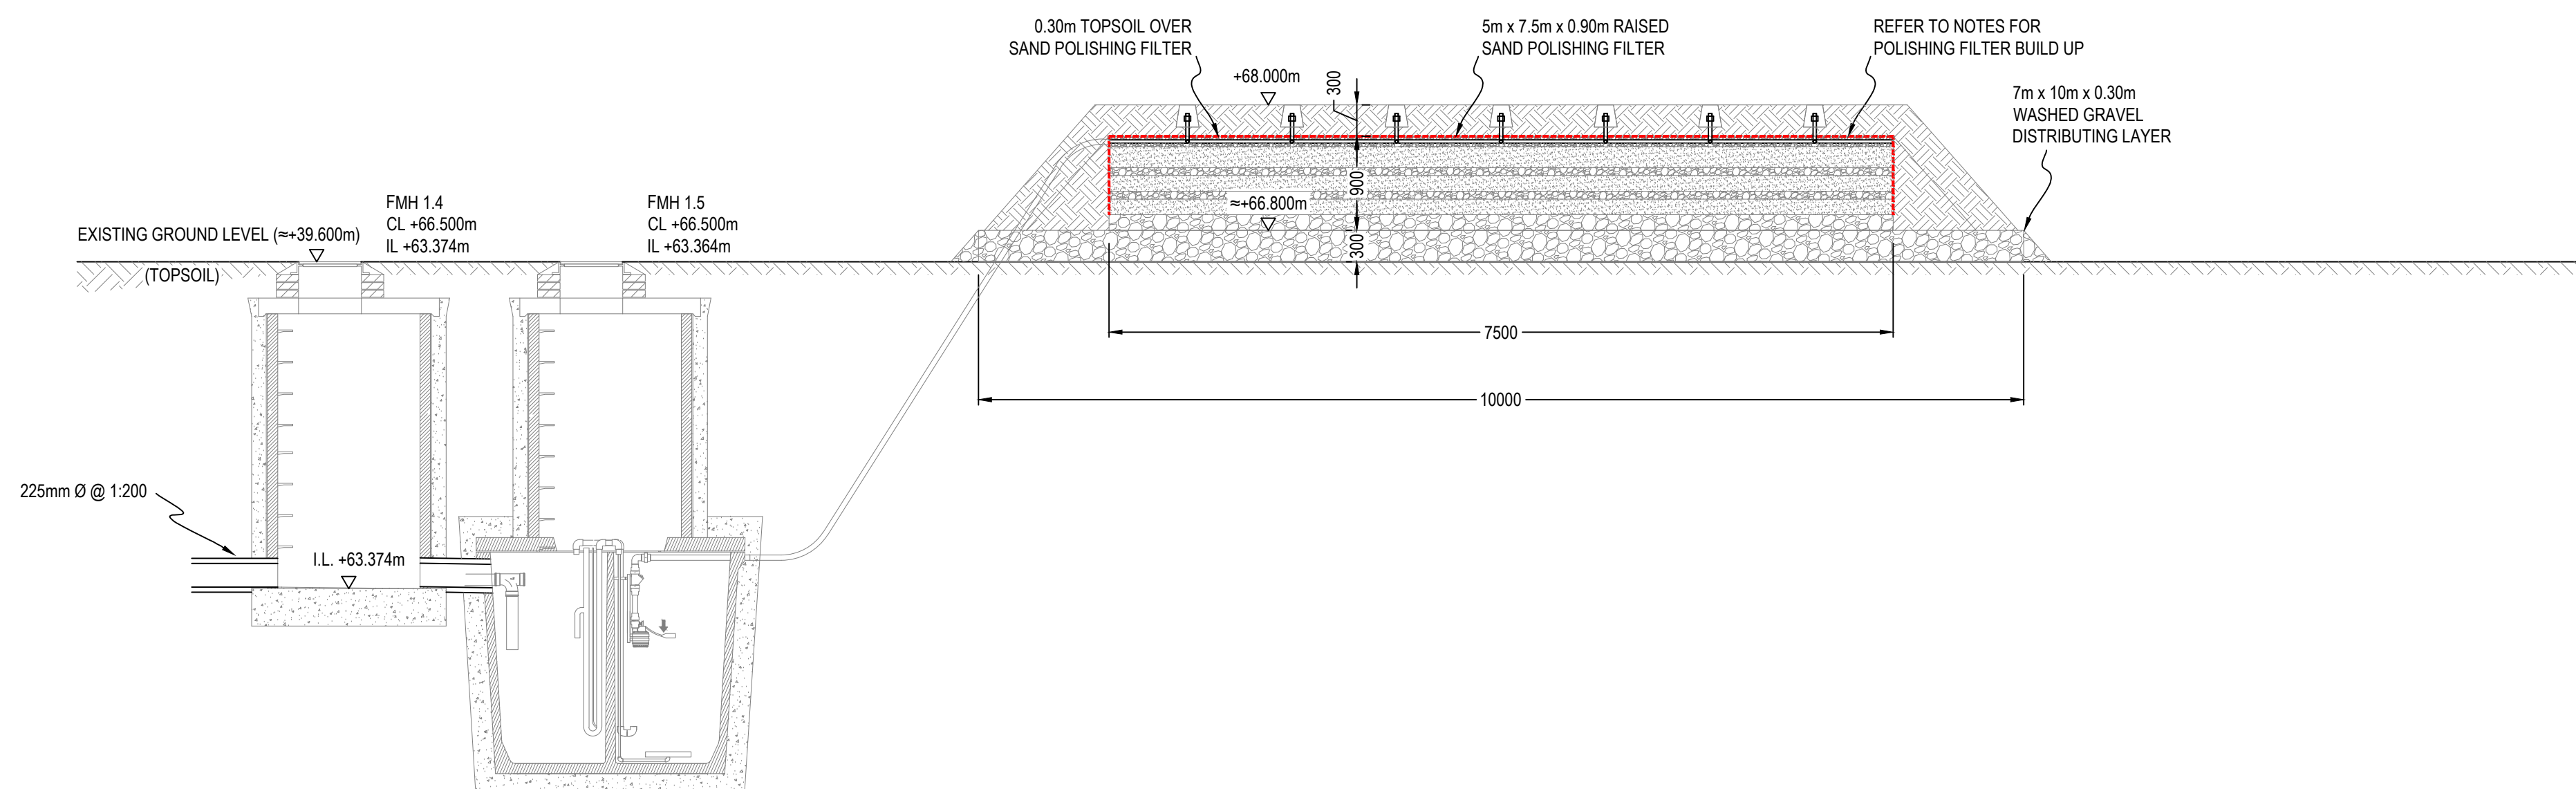 0.30m TOPSOIL OVER
SAND POLISHING FILTER
5m x 7.5m x 0.90m RAISED
SAND POLISHING FILTER
REFER TO NOTES FOR
POLISHING FILTER BUILD UP
+68.000m
300
7m x 10m x 0.30m
WASHED GRAVEL
DISTRIBUTING LAYER
900
≈+66.800m
300
FMH 1.4
CL +66.500m
IL +63.374m
FMH 1.5
CL +66.500m
IL +63.364m
EXISTING GROUND LEVEL (≈+39.600m)
(TOPSOIL)
7500
10000
225mm Ø @ 1:200
I.L. +63.374m